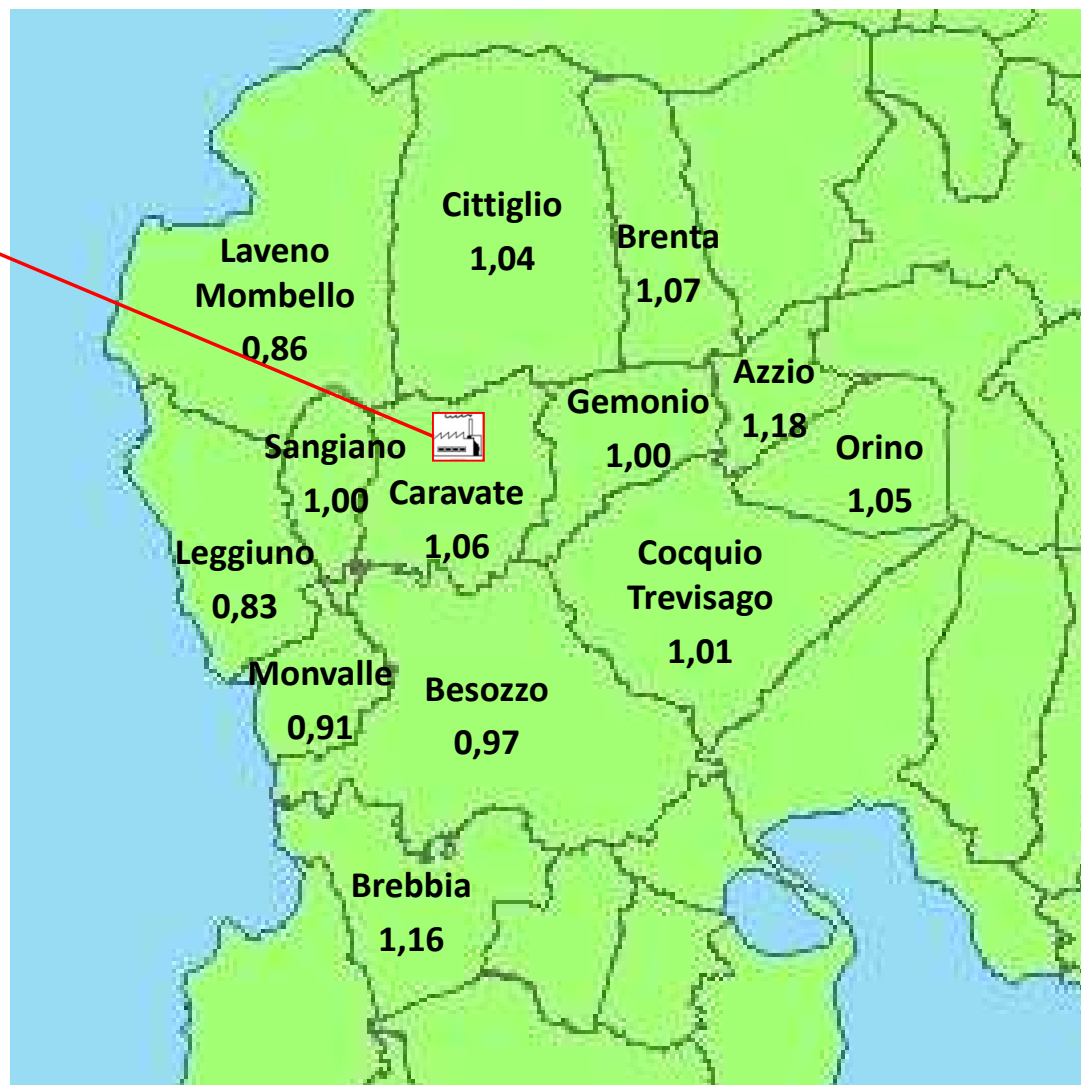 Cittiglio
1,04
Brenta
1,07
Laveno
Mombello
0,86
Azzio
1,18
Gemonio
1,00
Orino
1,05
Sangiano
1,00
Caravate
1,06
Leggiuno
0,83
Cocquio
Trevisago
1,01
Monvalle
0,91
Besozzo
0,97
Brebbia
1,16